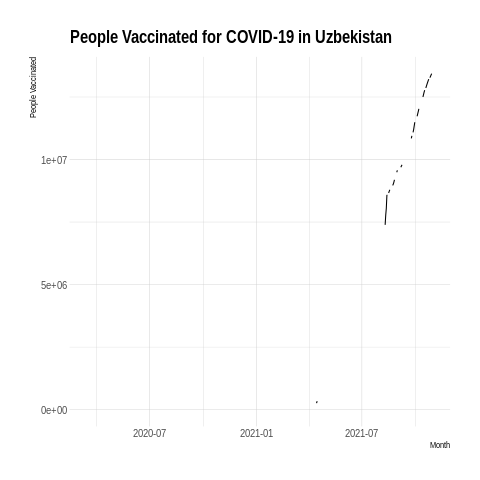 People Vaccinated for COVID-19 in Uzbekistan
People Vaccinated
1e+07
5e+06
0e+00
2020-07 2021-01 2021-07
Month